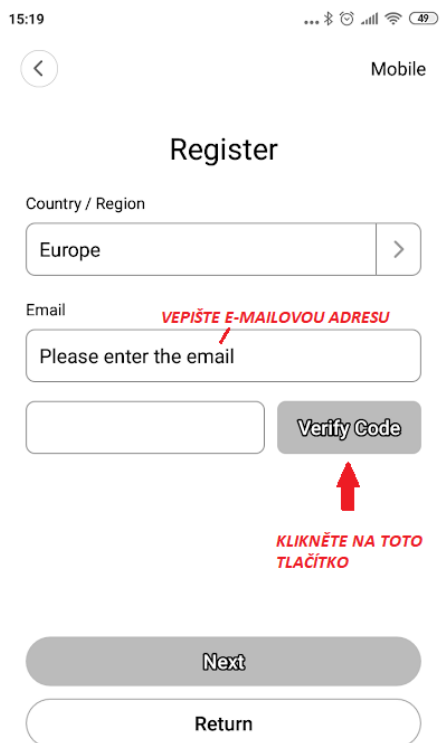 15:19
49
Mobile
Register
Country / Region
Europe
Email
VEPIŠTE E-MAILOVOU ADRESU
Please enter the email
Verify Code
KLIKNĚTE NA TOTO
TLAČÍTKO
Next
Return